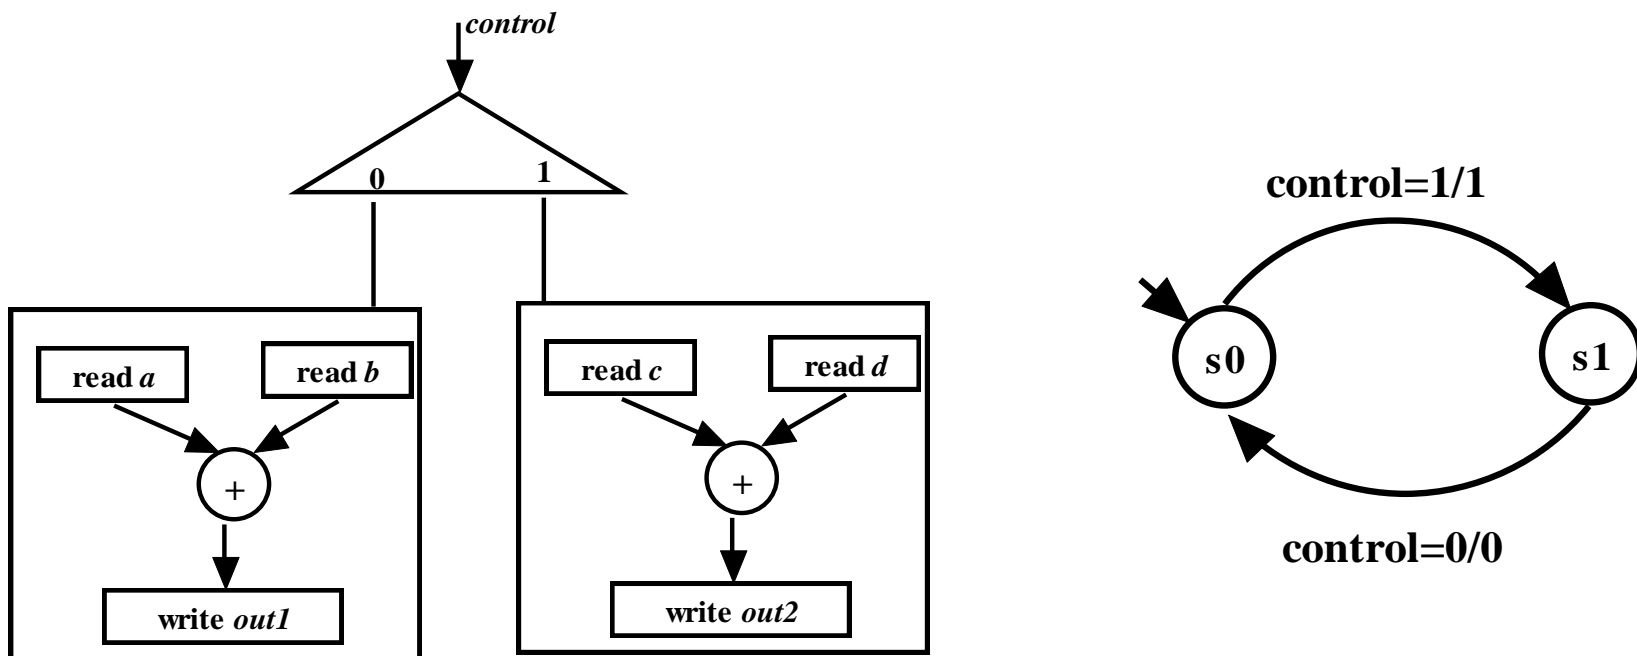 control
0
1
read a
read b
+
write out1
read c
read d
+
write out2
control=1/1
s0
s1
control=0/0